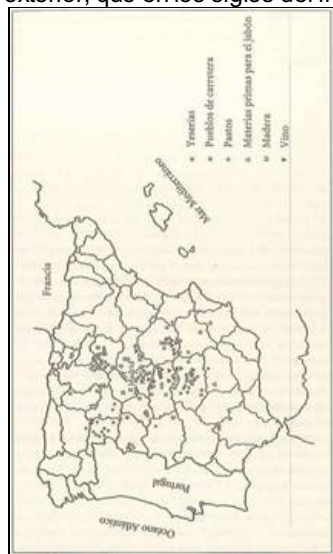 exterior, que en los siglos del
Francia
Mar Mediterráneo
Océano Atlántico
Portugal
Yeserías
Pueblos de carretera
Pastos
Materias primas para el jabón
Madera
Vino